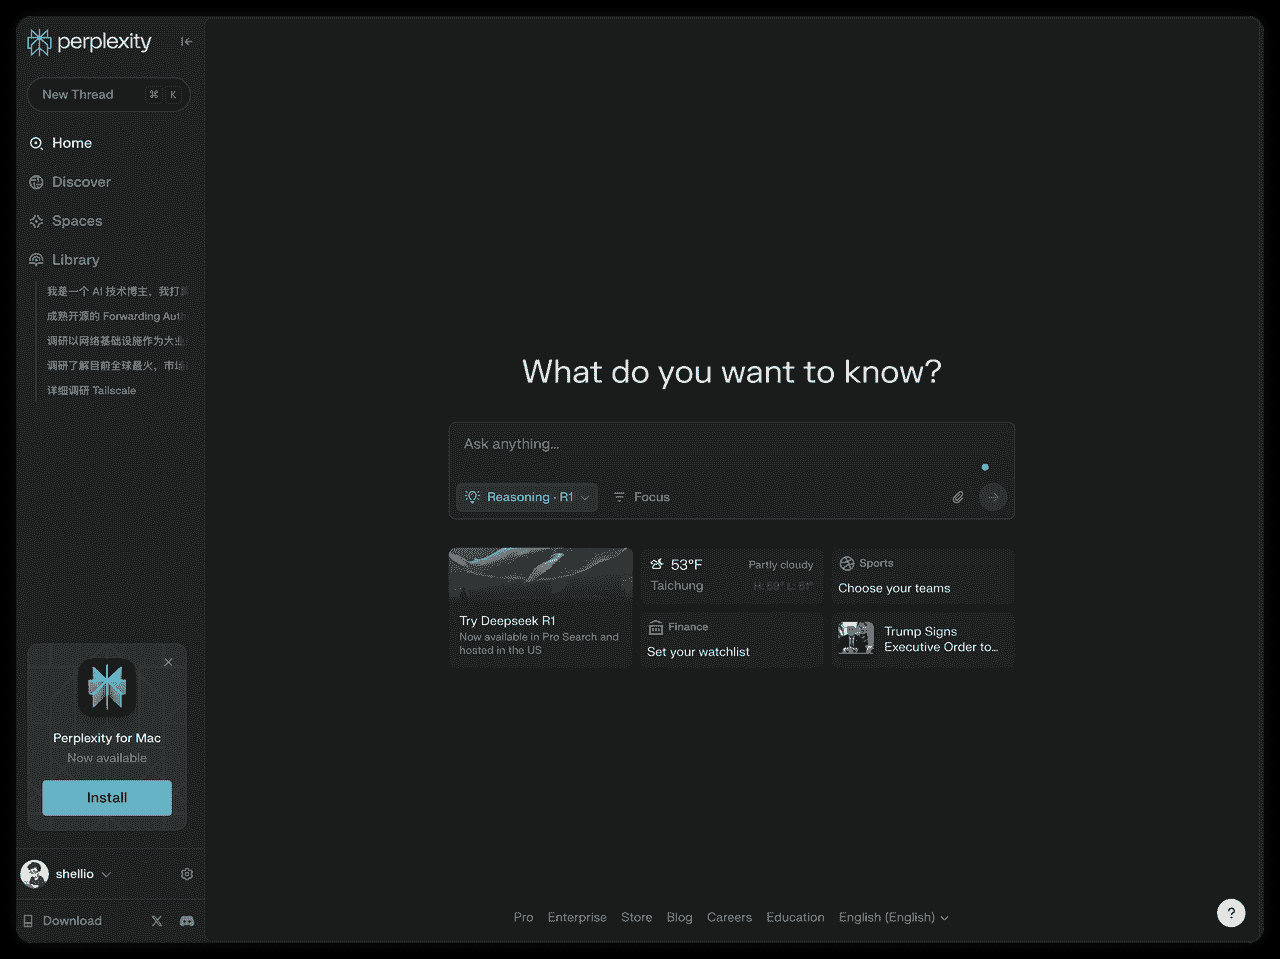 perplexity
New Thread ⌘ K
Home
Discover
Spaces
Library
我是一个 AI 技术博主，我打
成熟开源的 Forwarding Auth
调研以网络基础设施作为大业
调研了解目前全球最火，市场
详细调研 Tailscale
Perplexity for Mac
Now available
Install
shellio
Download
What do you want to know?
Ask anything...
Reasoning · R1
Focus
Try Deepseek R1
Now available in Pro Search and
hosted in the US
53°F
Partly cloudy
Taichung
H: 59° L: 51°
Finance
Set your watchlist
Sports
Choose your teams
Trump Signs
Executive Order to...
Pro Enterprise Store Blog Careers Education English (English)
?